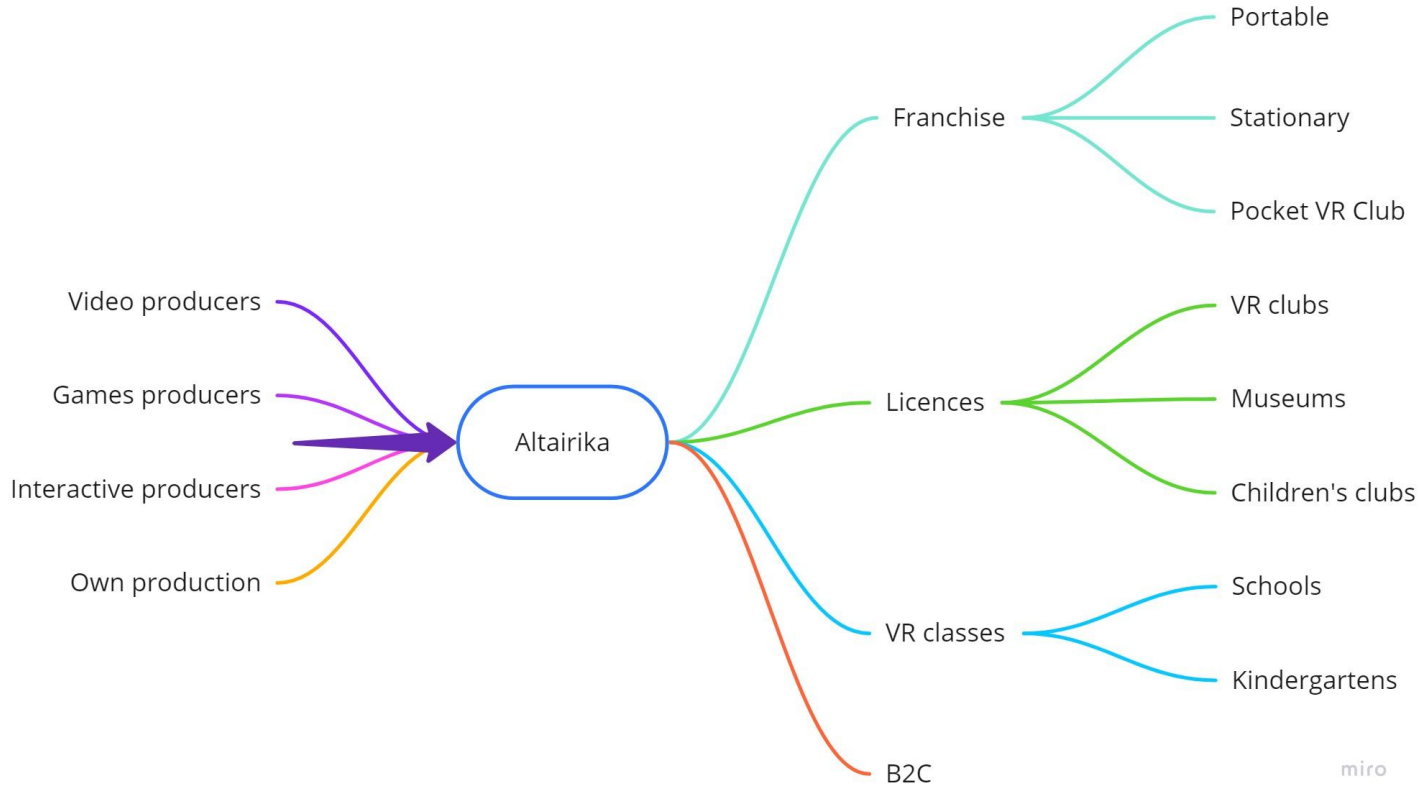 Video producers
Games producers
Interactive producers
Own production
Altairika
Franchise
Portable
Stationary
Pocket VR Club
Licences
VR clubs
Museums
Children's clubs
VR classes
Schools
Kindergartens
B2C
miro